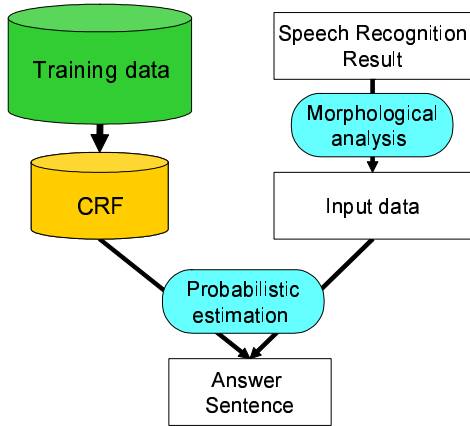 Training data
Speech Recognition
Result
Morphological
analysis
CRF
Input data
Probabilistic
estimation
Answer
Sentence